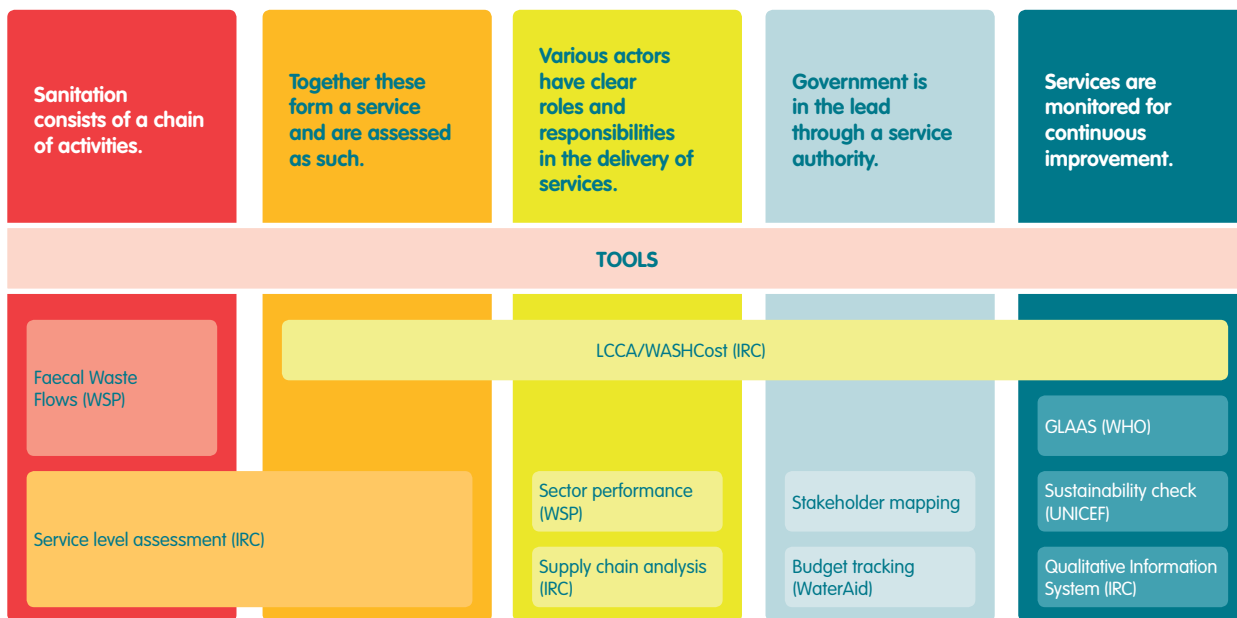 Sanitation
consists of a chain
of activities.
Together these
form a service
and are assessed
as such.
Various actors
have clear
roles and
responsibilities
in the delivery of
services.
Government is
in the lead
through a service
authority.
Services are
monitored for
continuous
improvement.
TOOLS
LCCA/WASHCost (IRC)
Faecal Waste
Flows (WSP)
GLAAS (WHO)
Service level assessment (IRC)
Sector performance
(WSP)
Stakeholder mapping
Sustainability check
(UNICEF)
Supply chain analysis
(IRC)
Budget tracking
(WaterAid)
Qualitative Information
System (IRC)